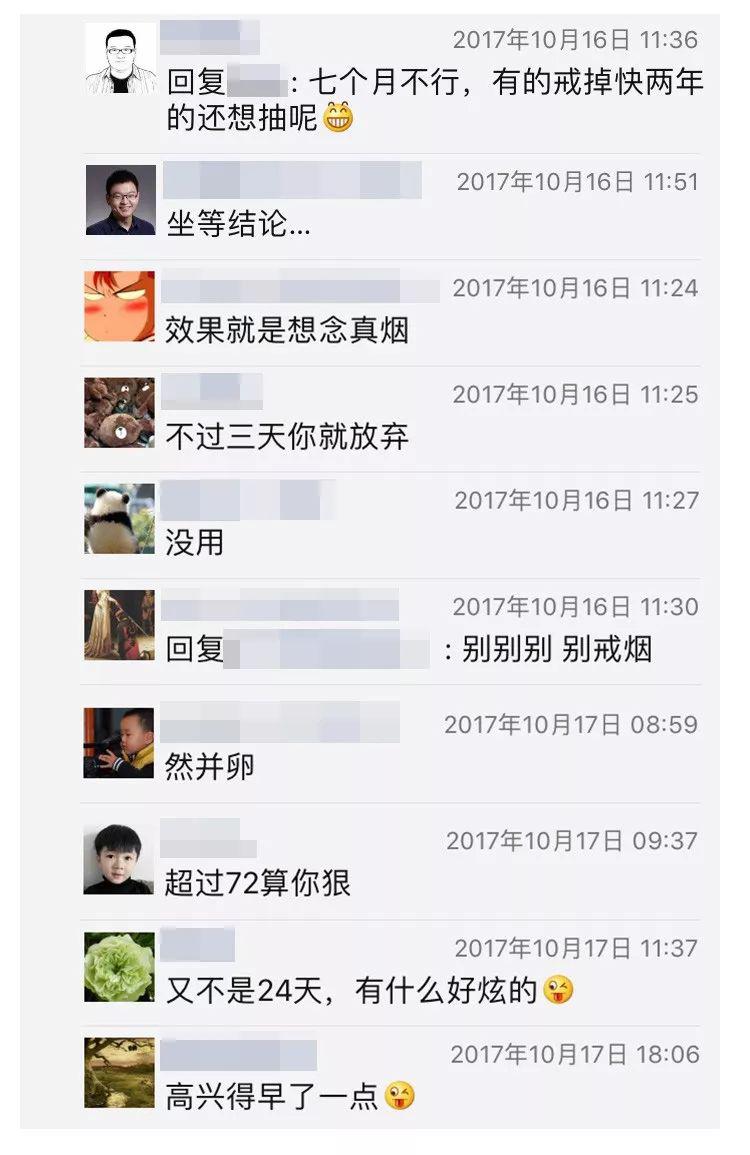 2017年10月16日 11:36
回复 : 七个月不行，有的戒掉快两年
的还想抽呢😁
2017年10月16日 11:51
坐等结论...
2017年10月16日 11:24
效果就是想念真烟
2017年10月16日 11:25
不过三天你就放弃
2017年10月16日 11:27
没用
2017年10月16日 11:30
回复 : 别别别 别戒烟
2017年10月17日 08:59
然并卵
2017年10月17日 09:37
超过72算你狠
2017年10月17日 11:37
又不是24天，有什么好炫的😜
2017年10月17日 18:06
高兴得早了一点😜